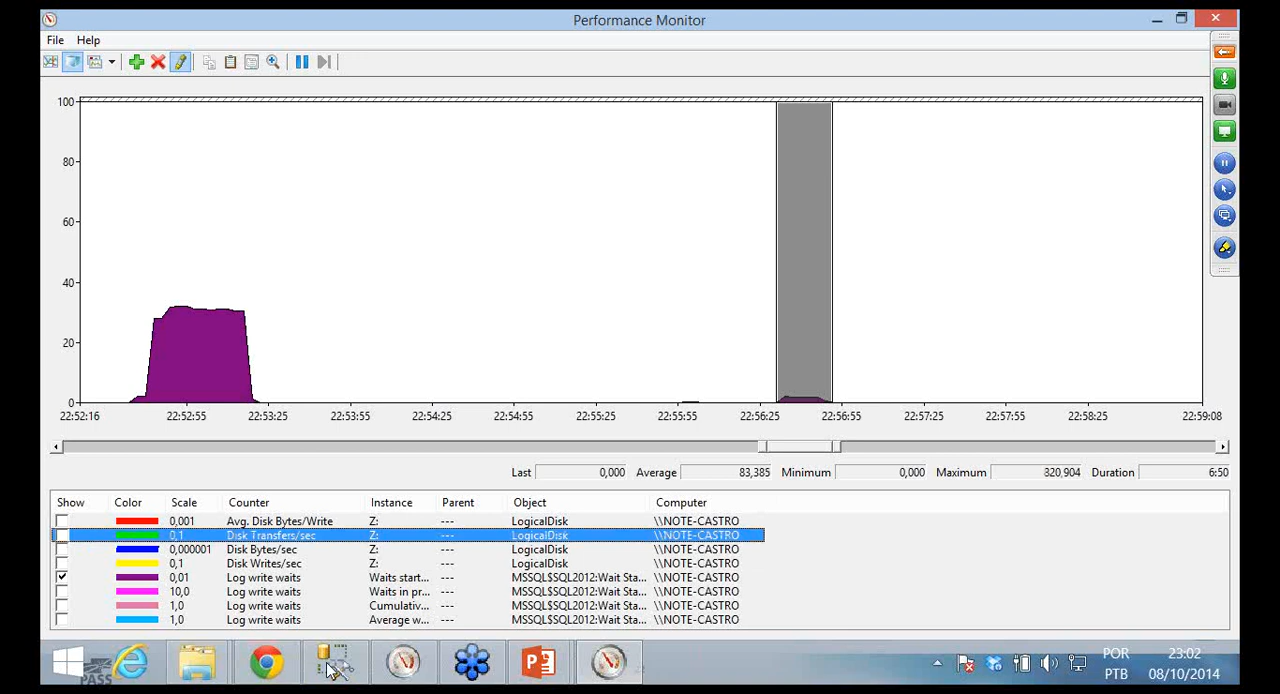 Performance Monitor
File Help
100
80
60
40
20
0
22:52:16 22:52:55 22:53:25 22:53:55 22:54:25 22:54:55 22:55:25 22:55:55 22:56:25 22:56:55 22:57:25 22:57:55 22:58:25 22:59:08
Last 0,000 Average 83,385 Minimum 0,000 Maximum 320,904 Duration 6:50
Show Color Scale Counter Instance Parent Object Computer
0,001 Avg. Disk Bytes/Write Z: --- LogicalDisk \\NOTE-CASTRO
0,1 Disk Transfers/sec Z: --- LogicalDisk \\NOTE-CASTRO
0,000001 Disk Bytes/sec Z: --- LogicalDisk \\NOTE-CASTRO
0,1 Disk Writes/sec Z: --- LogicalDisk \\NOTE-CASTRO
0,01 Log write waits Waits start... --- MSSQL$SQL2012:Wait Sta... \\NOTE-CASTRO
10,0 Log write waits Waits in pr... --- MSSQL$SQL2012:Wait Sta... \\NOTE-CASTRO
1,0 Log write waits Cumulativ... --- MSSQL$SQL2012:Wait Sta... \\NOTE-CASTRO
1,0 Log write waits Average w... --- MSSQL$SQL2012:Wait Sta... \\NOTE-CASTRO
PASS
POR 23:02
PTB 08/10/2014